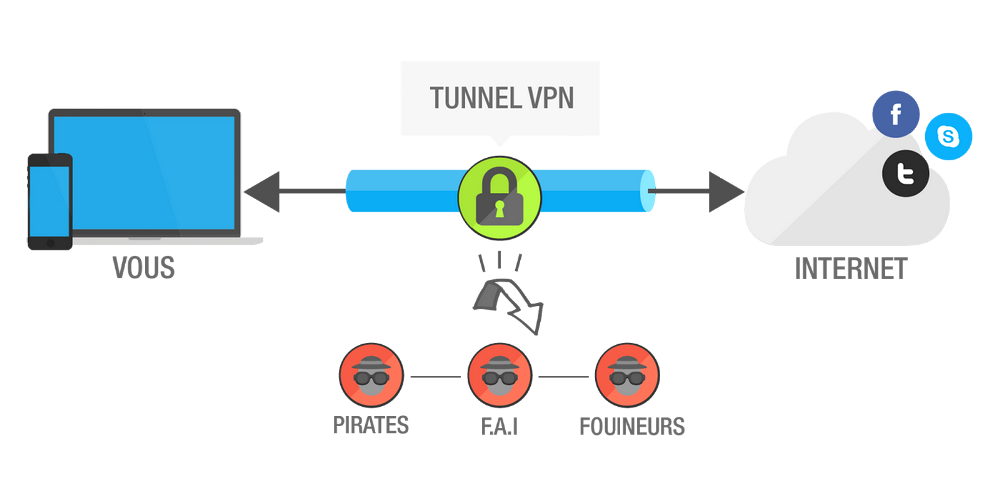 TUNNEL VPN
f
S
t
VOUS
INTERNET
PIRATES
F.A.I
FOUINEURS